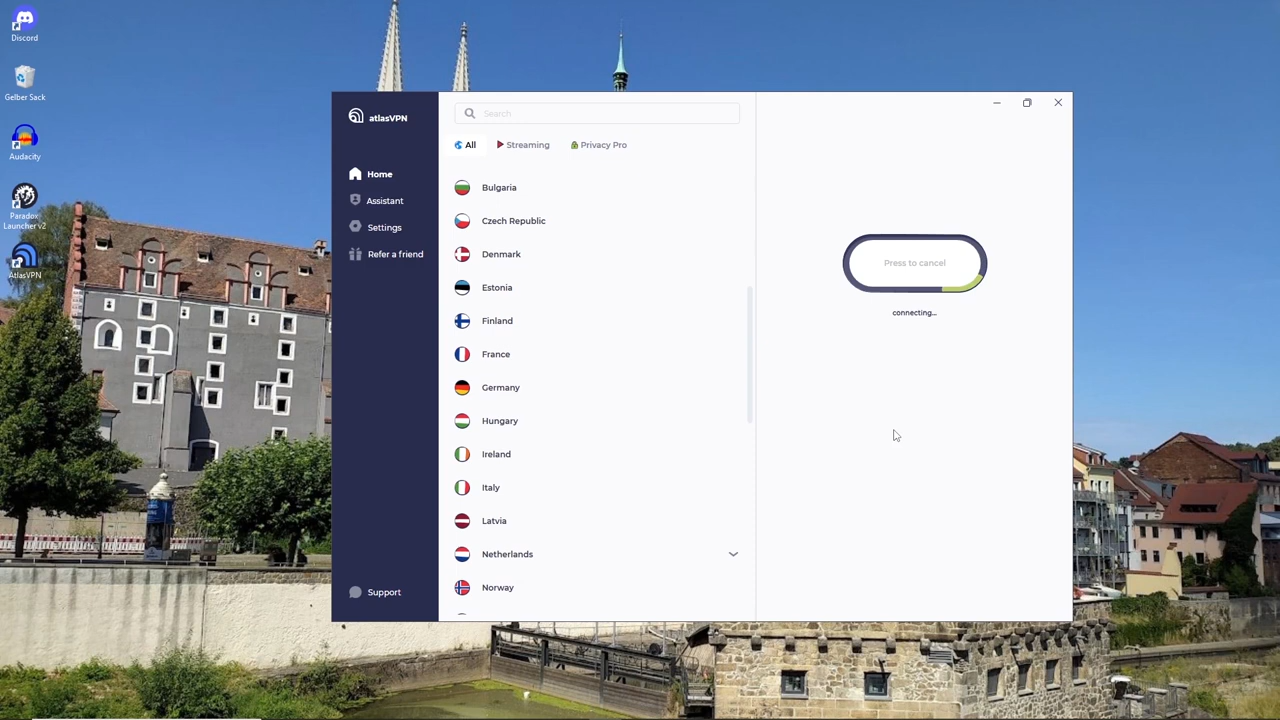 Discord
Gelber Sack
Audacity
Paradox
Launcher v2
AtlasVPN
atlasVPN
Home
Assistant
Settings
Refer a friend
Support
Search
All
Streaming
Privacy Pro
Bulgaria
Czech Republic
Denmark
Estonia
Finland
France
Germany
Hungary
Ireland
Italy
Latvia
Netherlands
Norway
Press to cancel
connecting...